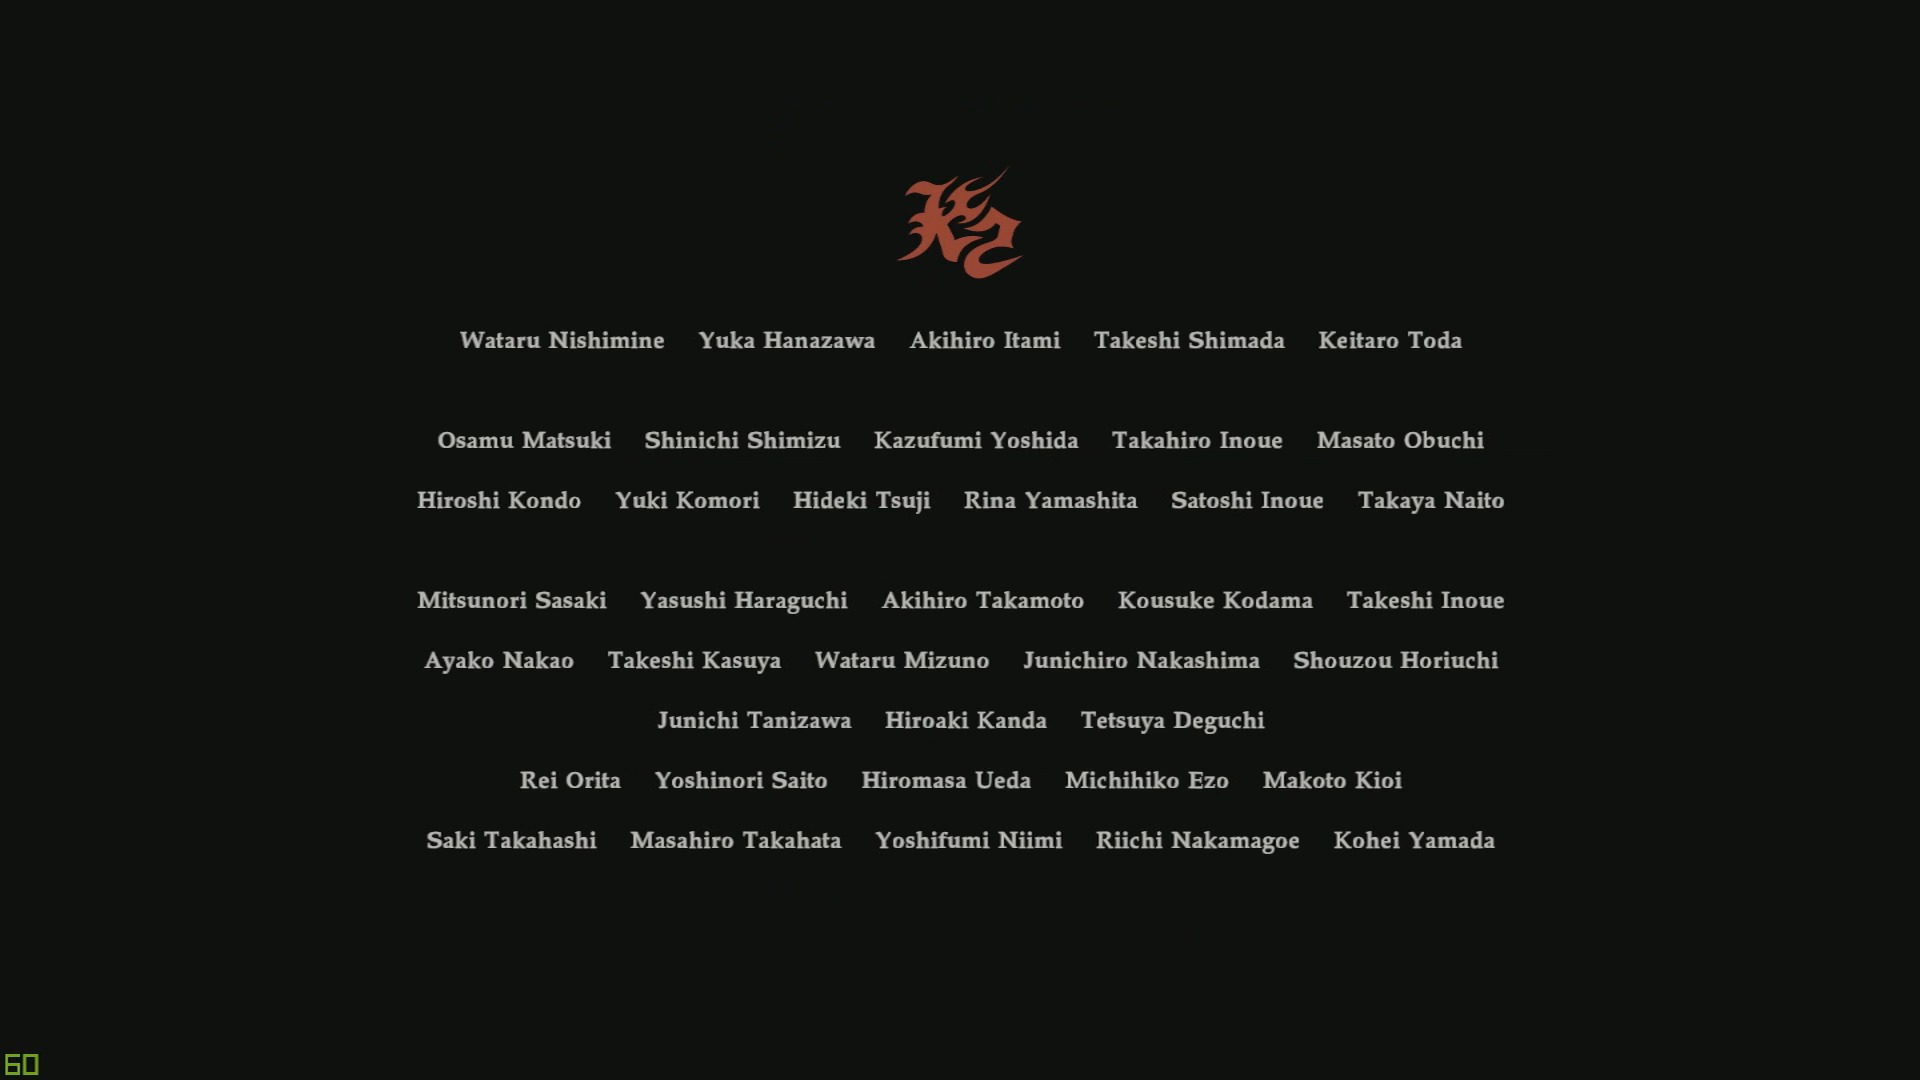 K2
Wataru Nishimine Yuka Hanazawa Akihiro Itami Takeshi Shimada Keitaro Toda
Osamu Matsuki Shinichi Shimizu Kazufumi Yoshida Takahiro Inoue Masato Obuchi
Hiroshi Kondo Yuki Komori Hideki Tsuji Rina Yamashita Satoshi Inoue Takaya Naito
Mitsunori Sasaki Yasushi Haraguchi Akihiro Takamoto Kousuke Kodama Takeshi Inoue
Ayako Nakao Takeshi Kasuya Wataru Mizuno Junichiro Nakashima Shouzou Horiuchi
Junichi Tanizawa Hiroaki Kanda Tetsuya Deguchi
Rei Orita Yoshinori Saito Hiromasa Ueda Michihiko Ezo Makoto Kioi
Saki Takahashi Masahiro Takahata Yoshifumi Niimi Riichi Nakamagoe Kohei Yamada
60